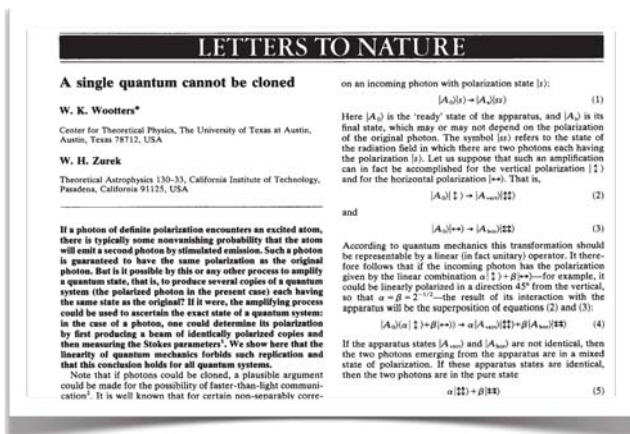 LETTERS TO NATURE
A single quantum cannot be cloned
W. K. Wootters*
Center for Theoretical Physics, The University of Texas at Austin,
Austin, Texas 78712, USA
W. H. Zurek
Theoretical Astrophysics 130-33, California Institute of Technology,
Pasadena, California 91125, USA
If a photon of definite polarization encounters an excited atom,
there is typically some nonvanishing probability that the atom
will emit a second photon by stimulated emission. Such a photon
is guaranteed to have the same polarization as the original
photon. But is it possible by this or any other process to amplify
a quantum state, that is, to produce several copies of a quantum
system (the polarized photon in the present case) each having
the same state as the original? If it were, the amplifying process
could be used to ascertain the exact state of a quantum system:
in the case of a photon, one could determine its polarization
by first producing a beam of identically polarized copies and
then measuring the Stokes parameters¹. We show here that the
linearity of quantum mechanics forbids such replication and
that this conclusion holds for all quantum systems.
Note that if photons could be cloned, a plausible argument
could be made for the possibility of faster-than-light communi-
cation². It is well known that for certain non-separably corre-
on an incoming photon with polarization state |s⟩:
|A₀⟩|s⟩→|Aₛ⟩|ss⟩ (1)
Here |A₀⟩ is the 'ready' state of the apparatus, and |Aₛ⟩ is its
final state, which may or may not depend on the polarization
of the original photon. The symbol |ss⟩ refers to the state of
the radiation field in which there are two photons each having
the polarization |s⟩. Let us suppose that such an amplification
can in fact be accomplished for the vertical polarization |↕⟩
and for the horizontal polarization |↔⟩. That is,
|A₀⟩|↕⟩→|A_vert⟩|↕↕⟩ (2)
and
|A₀⟩|↔⟩→|A_hor⟩ (3)
According to quantum mechanics this transformation should
be representable by a linear (in fact unitary) operator. It there-
fore follows that if the incoming photon has the polarization
given by the linear combination α|↕⟩+β|↔⟩—for example, it
could be linearly polarized in a direction 45° from the vertical,
so that α=β=2^-1/2—the result of its interaction with the
apparatus will be the superposition of equations (2) and (3):
|A₀⟩(α|↕⟩+β|↔⟩)→α|A_vert⟩|↕↕⟩+β|A_hor⟩ (4)
If the apparatus states |A_vert⟩ and |A_hor⟩ are not identical, then
the two photons emerging from the apparatus are in a mixed
state of polarization. If these apparatus states are identical,
then the two photons are in the pure state
α|↕↕⟩+β (5)